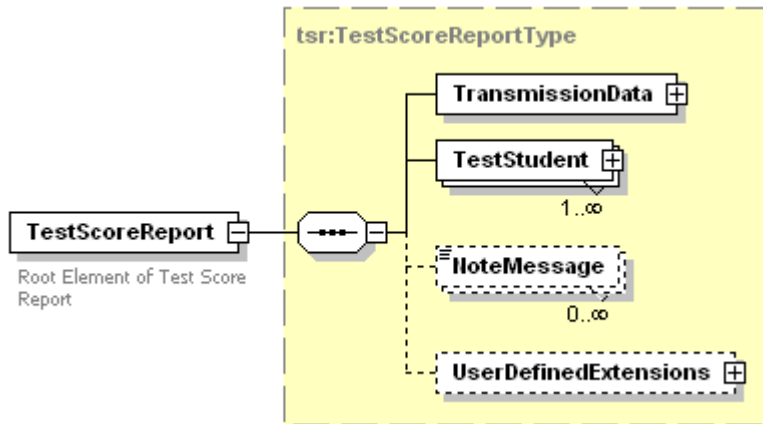 tsr:TestScoreReportType
TransmissionData
TestStudent
1..∞
TestScoreReport
Root Element of Test Score
Report
NoteMessage
0..∞
UserDefinedExtensions